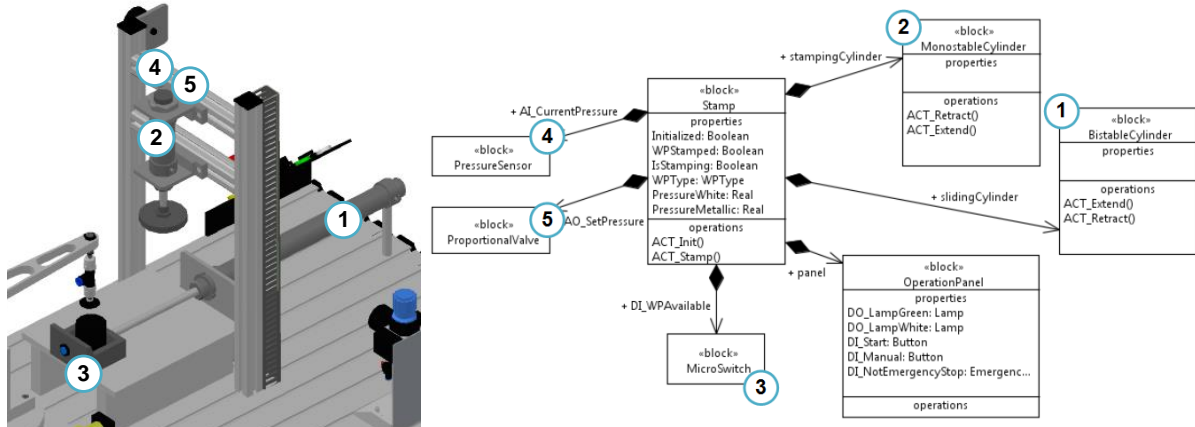 4
5
2
1
3
2
«block»
MonostableCylinder
properties
operations
ACT_Retract()
ACT_Extend()
+ stampingCylinder
1
«block»
BistableCylinder
properties
operations
ACT_Extend()
ACT_Retract()
«block»
Stamp
properties
Initialized: Boolean
WPStamped: Boolean
IsStamping: Boolean
WPType: WPType
PressureWhite: Real
PressureMetallic: Real
operations
ACT_Init()
ACT_Stamp()
+ AI_CurrentPressure
4
«block»
PressureSensor
5
AO_SetPressure
«block»
ProportionalValve
+ slidingCylinder
+ panel
«block»
OperationPanel
properties
DO_LampGreen: Lamp
DO_LampWhite: Lamp
DI_Start: Button
DI_Manual: Button
DI_NotEmergencyStop: Emergenc...
operations
+ DI_WPAvailable
«block»
MicroSwitch
3